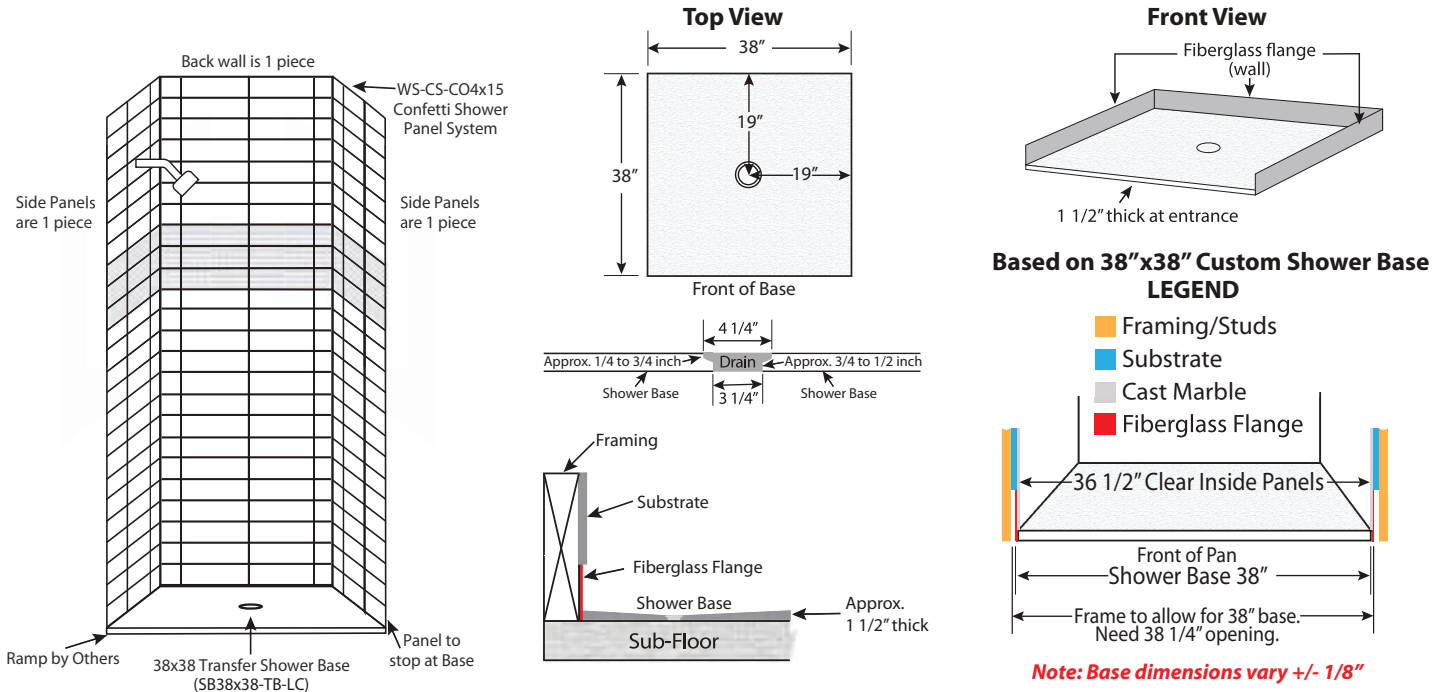 Back wall is 1 piece
WS-CS-CO4x15
Confetti Shower
Panel System
Side Panels
are 1 piece
Side Panels
are 1 piece
Ramp by Others
38x38 Transfer Shower Base
(SB38x38-TB-LC)
Panel to
stop at Base
Top View
38”
38”
19”
19”
Front of Base
4 1/4”
Approx. 1/4 to 3/4 inch
Drain
Approx. 3/4 to 1/2 inch
Shower Base
3 1/4”
Shower Base
Framing
Substrate
Fiberglass Flange
Shower Base
Approx.
1 1/2” thick
Sub-Floor
Front View
Fiberglass flange
(wall)
1 1/2” thick at entrance
Based on 38”x38” Custom Shower Base
LEGEND
Framing/Studs
Substrate
Cast Marble
Fiberglass Flange
36 1/2” Clear Inside Panels
Front of Pan
Shower Base 38”
Frame to allow for 38” base.
Need 38 1/4” opening.
Note: Base dimensions vary +/- 1/8”